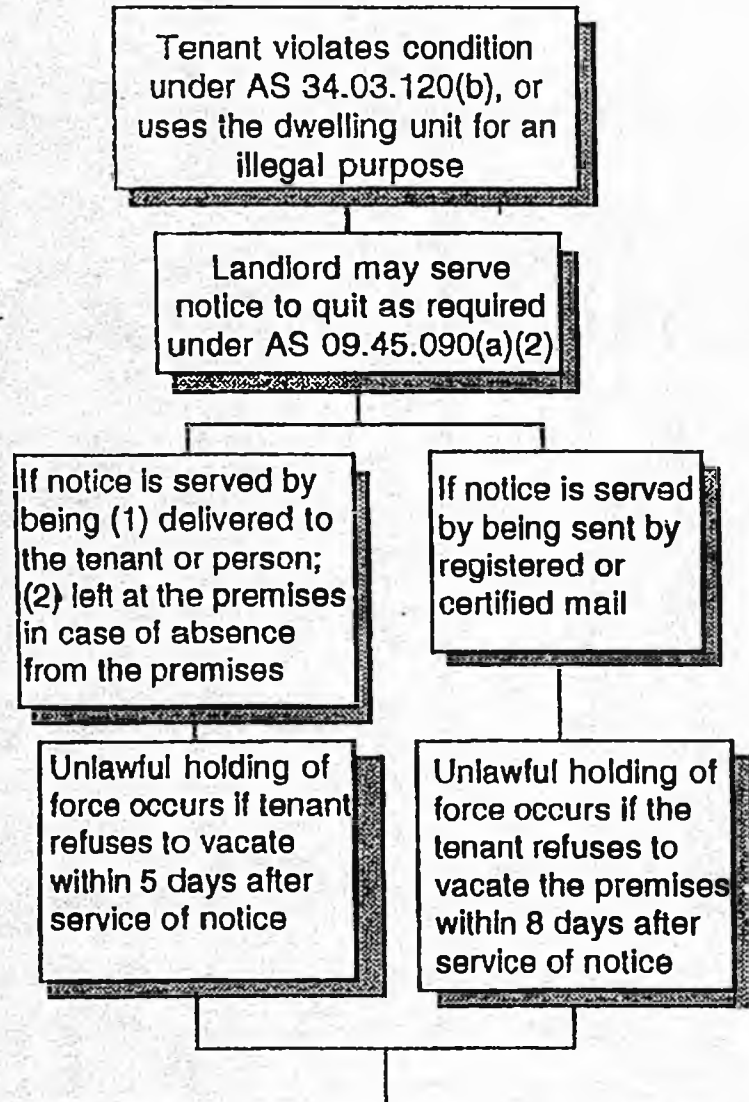 Tenant violates condition
under AS 34.03.120(b), or
uses the dwelling unit for an
illegal purpose
Landlord may serve
notice to quit as required
under AS 09.45.090(a)(2)
If notice is served by
being (1) delivered to
the tenant or person;
(2) left at the premises
in case of absence
from the premises
If notice is served
by being sent by
registered or
certified mail
Unlawful holding of
force occurs if tenant
refuses to vacate
within 5 days after
service of notice
Unlawful holding of
force occurs if the
tenant refuses to
vacate the premises
within 8 days after
service of notice